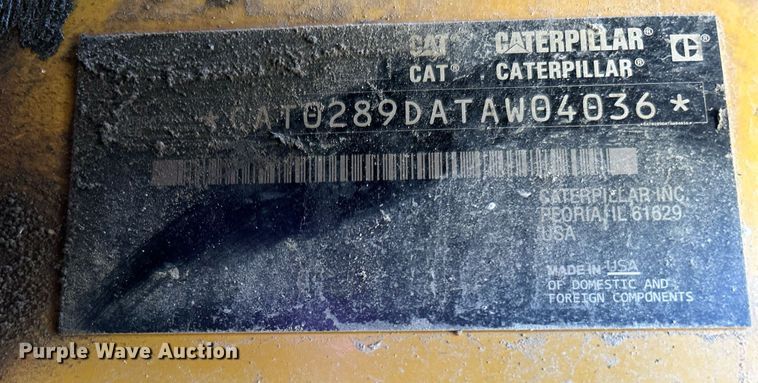 CAT CATERPILLAR®
CAT® CATERPILLAR®
*CAT0289DATAW04036*
CATERPILLAR INC.
PEORIA, IL 61629
USA
MADE IN USA
OF DOMESTIC AND
FOREIGN COMPONENTS
Purple Wave Auction